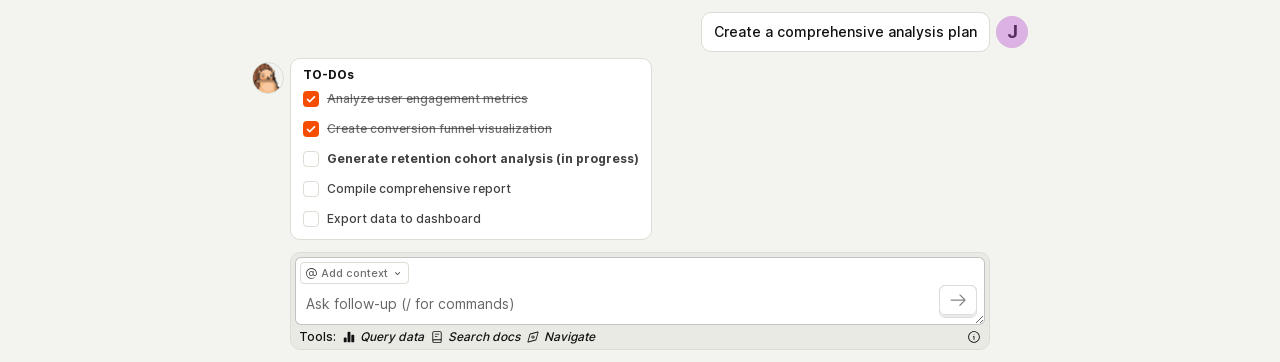 Create a comprehensive analysis plan
J
TO-DOs
Analyze user engagement metrics
Create conversion funnel visualization
Generate retention cohort analysis (in progress)
Compile comprehensive report
Export data to dashboard
@ Add context
Ask follow-up (/ for commands)
Tools: Query data Search docs Navigate